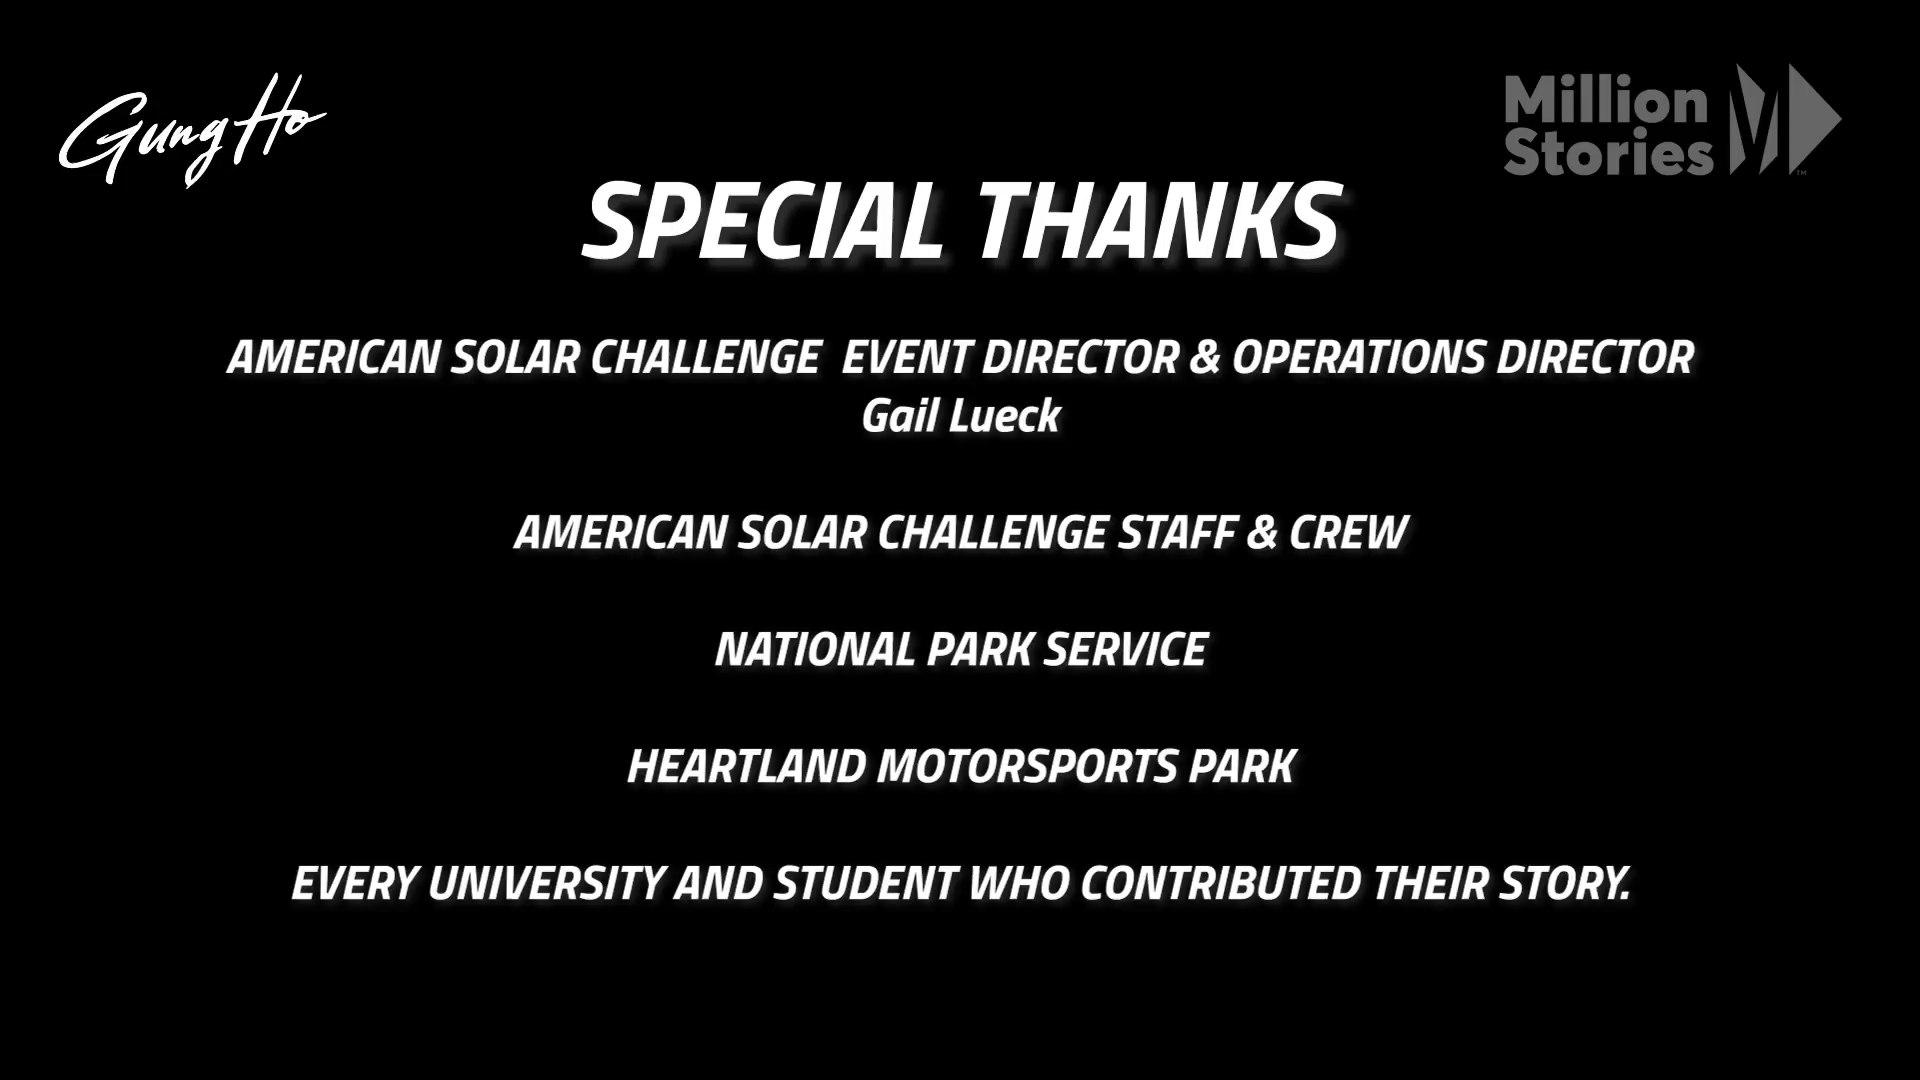 Gung Ho
Million
Stories
TM
SPECIAL THANKS
AMERICAN SOLAR CHALLENGE  EVENT DIRECTOR & OPERATIONS DIRECTOR
Gail Lueck
AMERICAN SOLAR CHALLENGE STAFF & CREW
NATIONAL PARK SERVICE
HEARTLAND MOTORSPORTS PARK
EVERY UNIVERSITY AND STUDENT WHO CONTRIBUTED THEIR STORY.